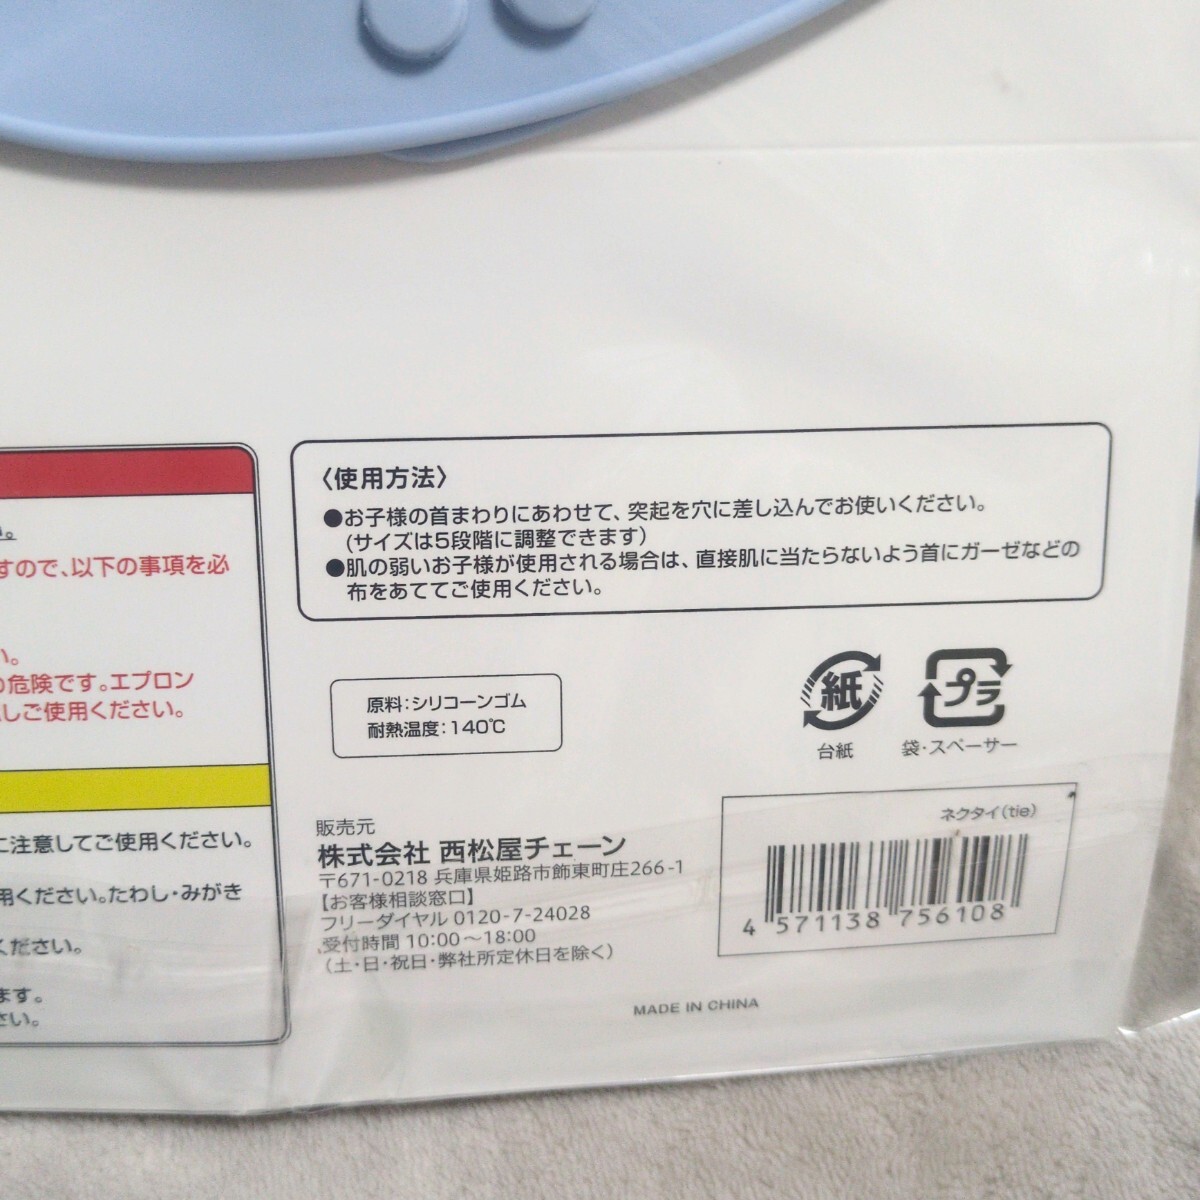 〈使用方法〉
●お子様の首まわりにあわせて、突起を穴に差し込んでお使いください。
(サイズは5段階に調整できます)
●肌の弱いお子様が使用される場合は、直接肌に当たらないよう首にガーゼなどの
布をあててご使用ください。
すので、以下の事項を必
い。
の危険です。エプロン
しご使用ください。
に注意してご使用ください。
用ください。たわし・みがき
ください。
ます。
さい。
原料:シリコーンゴム
耐熱温度:140℃
紙
台紙
プラ
袋・スペーサー
販売元
株式会社 西松屋チェーン
〒671-0218 兵庫県姫路市飾東町庄266-1
【お客様相談窓口】
フリーダイヤル 0120-7-24028
受付時間 10:00～18:00
(土・日・祝日・弊社所定休日を除く)
ネクタイ(tie)
4 571138 756108
MADE IN CHINA